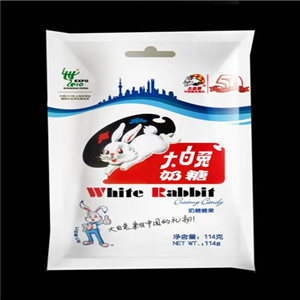 EXPO
2010
50
大白兔
奶糖
White Rabbit
Creamy Candy
奶糖糖果
大白兔 来自中国的礼物!
净含量: 114克
NET WT.: 114g